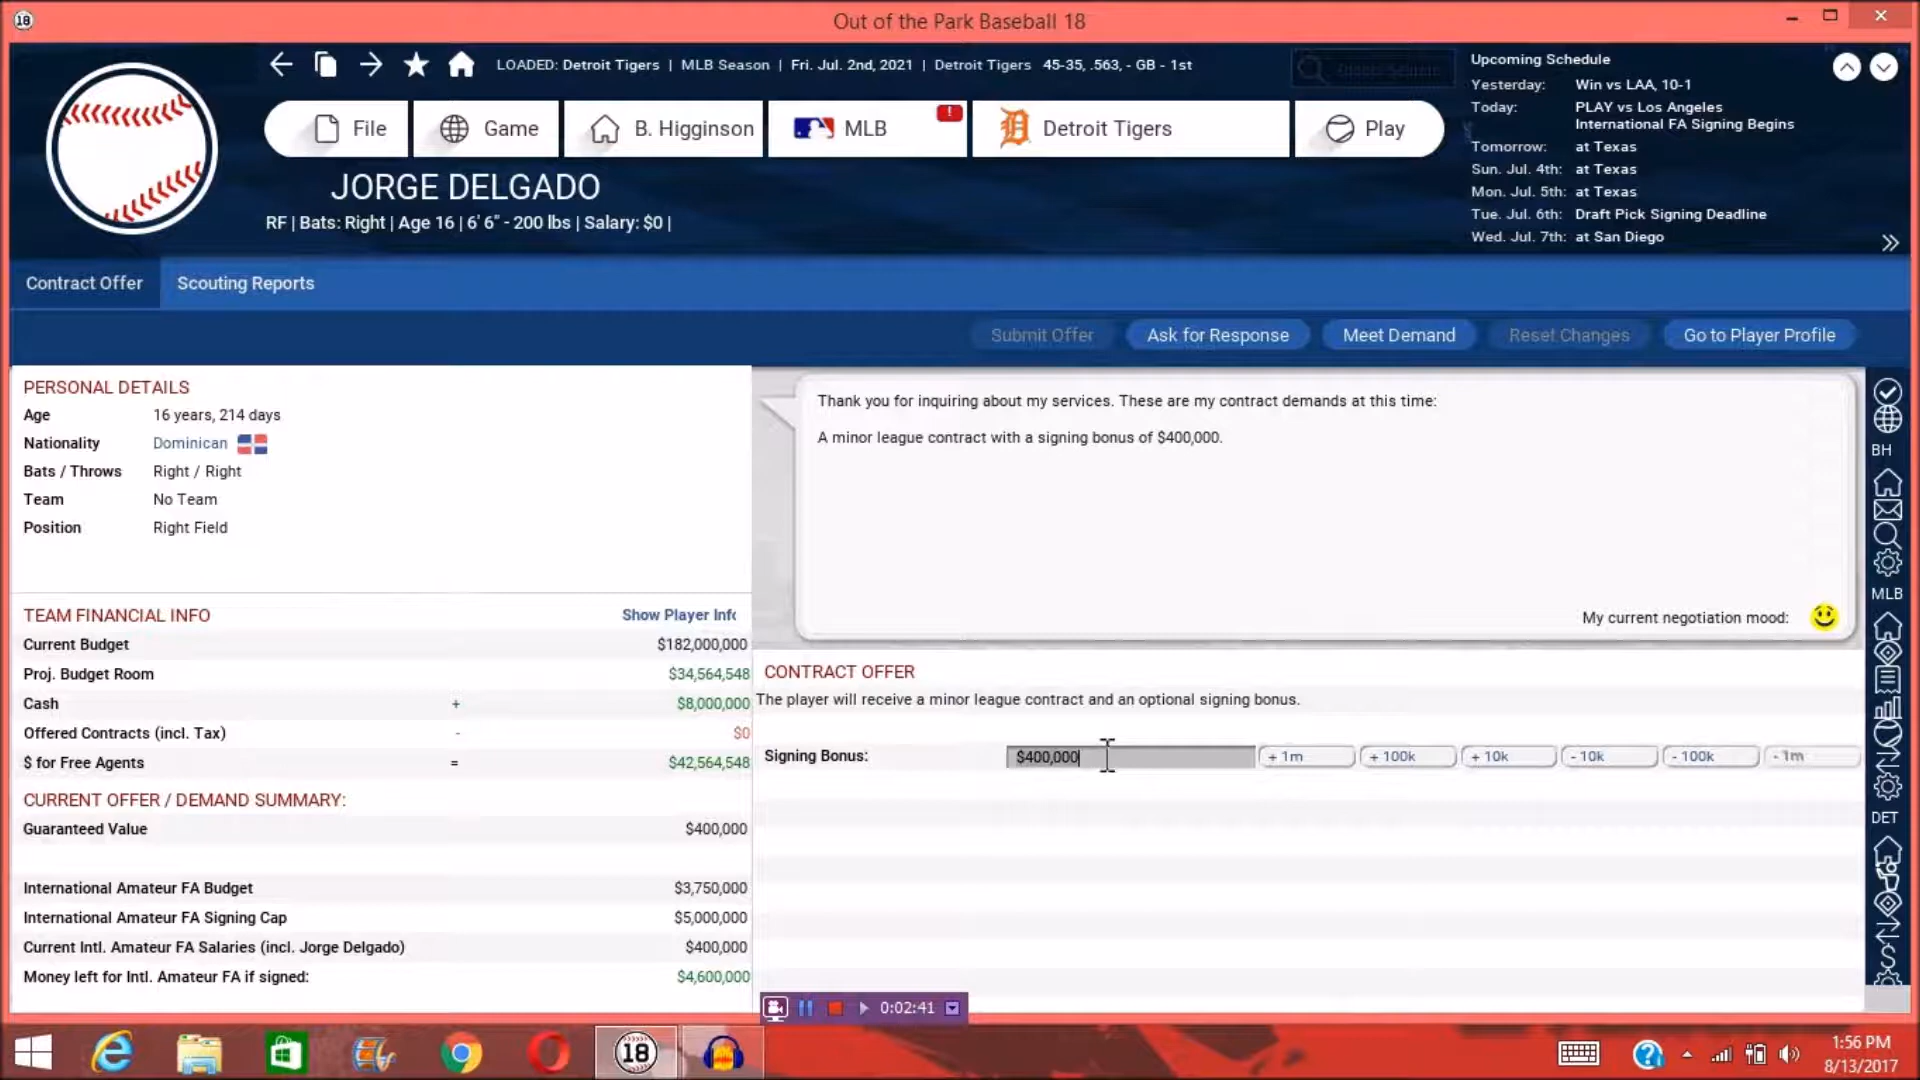 18
Out of the Park Baseball 18
LOADED: Detroit Tigers | MLB Season | Fri. Jul. 2nd, 2021 | Detroit Tigers 45-35, .563, - GB - 1st
File
Game
B. Higginson
MLB
!
Detroit Tigers
Play
JORGE DELGADO
RF | Bats: Right | Age 16 | 6' 6" - 200 lbs | Salary: $0 |
Upcoming Schedule
Yesterday: Win vs LAA, 10-1
Today: PLAY vs Los Angeles
International FA Signing Begins
Tomorrow: at Texas
Sun. Jul. 4th: at Texas
Mon. Jul. 5th: at Texas
Tue. Jul. 6th: Draft Pick Signing Deadline
Wed. Jul. 7th: at San Diego
Contract Offer
Scouting Reports
Submit Offer
Ask for Response
Meet Demand
Reset Changes
Go to Player Profile
PERSONAL DETAILS
Age 16 years, 214 days
Nationality Dominican
Bats / Throws Right / Right
Team No Team
Position Right Field
TEAM FINANCIAL INFO Show Player Info
Current Budget $182,000,000
Proj. Budget Room $34,564,548
Cash + $8,000,000
Offered Contracts (incl. Tax) - $0
$ for Free Agents = $42,564,548
CURRENT OFFER / DEMAND SUMMARY:
Guaranteed Value $400,000
International Amateur FA Budget $3,750,000
International Amateur FA Signing Cap $5,000,000
Current Intl. Amateur FA Salaries (incl. Jorge Delgado) $400,000
Money left for Intl. Amateur FA if signed: $4,600,000
Thank you for inquiring about my services. These are my contract demands at this time:
A minor league contract with a signing bonus of $400,000.
My current negotiation mood:
CONTRACT OFFER
The player will receive a minor league contract and an optional signing bonus.
Signing Bonus: $400,000 + 1m + 100k + 10k - 10k - 100k - 1m
BH
MLB
DET
0:02:41
18
1:56 PM
8/13/2017